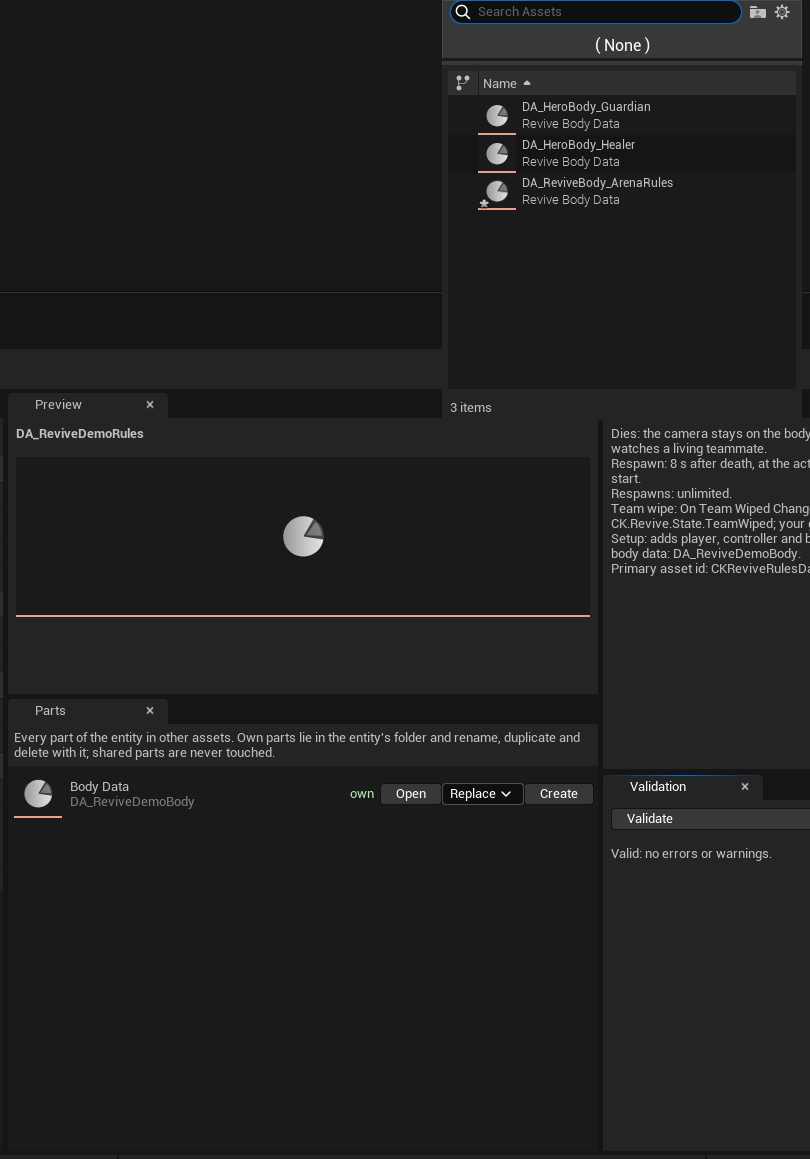 Search Assets
( None )
Name
DA_HeroBody_Guardian
Revive Body Data
DA_HeroBody_Healer
Revive Body Data
DA_ReviveBody_ArenaRules
Revive Body Data
3 items
Preview
DA_ReviveDemoRules
Dies: the camera stays on the body
watches a living teammate.
Respawn: 8 s after death, at the
start.
Respawns: unlimited.
Team wipe: On Team Wiped
CK.Revive.State.TeamWiped; your
Setup: adds player, controller and
body data: DA_ReviveDemoBody.
Primary asset id:
Parts
Every part of the entity in other assets. Own parts lie in the entity's folder and rename, duplicate and
delete with it; shared parts are never touched.
Body Data
DA_ReviveDemoBody
own
Open
Replace
Create
Validation
Validate
Valid: no errors or warnings.